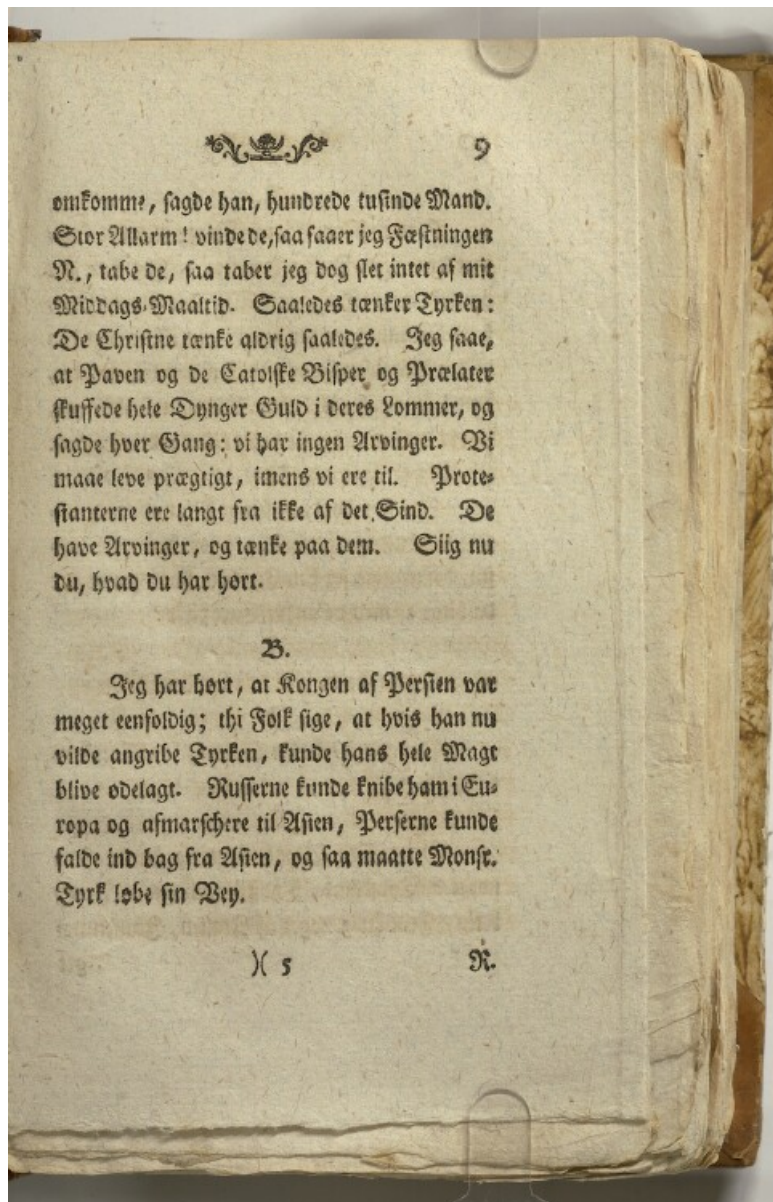 9
omkomme, sagde han, hundrede tusinde Mand.
Stor Allarm! vinde de, saa faaer jeg Fæstningen
N., tabe de, saa taber jeg dog slet intet af mit
Middags-Maaltid. Saaledes tænker Tyrken:
De Christne tænke aldrig saaledes. Jeg saae,
at Paven og de Catolske Bisper og Prælater
skuffede hele Dynger Guld i deres Lommer, og
sagde hver Gang: vi har ingen Arvinger. Vi
maae leve prægtigt, imens vi ere til. Prote-
stanterne ere langt fra ikke af det Sind. De
have Arvinger, og tænke paa dem. Siig nu
du, hvad du har hørt.
B.
Jeg har hørt, at Kongen af Persien var
meget eenfoldig; thi Folk sige, at hvis han nu
vilde angribe Tyrken, kunde hans hele Magt
blive ødelagt. Russerne kunde knibe ham i Eu-
ropa og afmarschere til Asien, Perserne kunde
falde ind bag fra Asien, og saa maatte Monsr.
Tyrk løbe sin Vey.
)( 5 R.